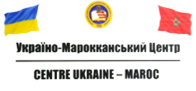 Україно-Марокканський Центр
CENTRE UKRAINE – MAROC